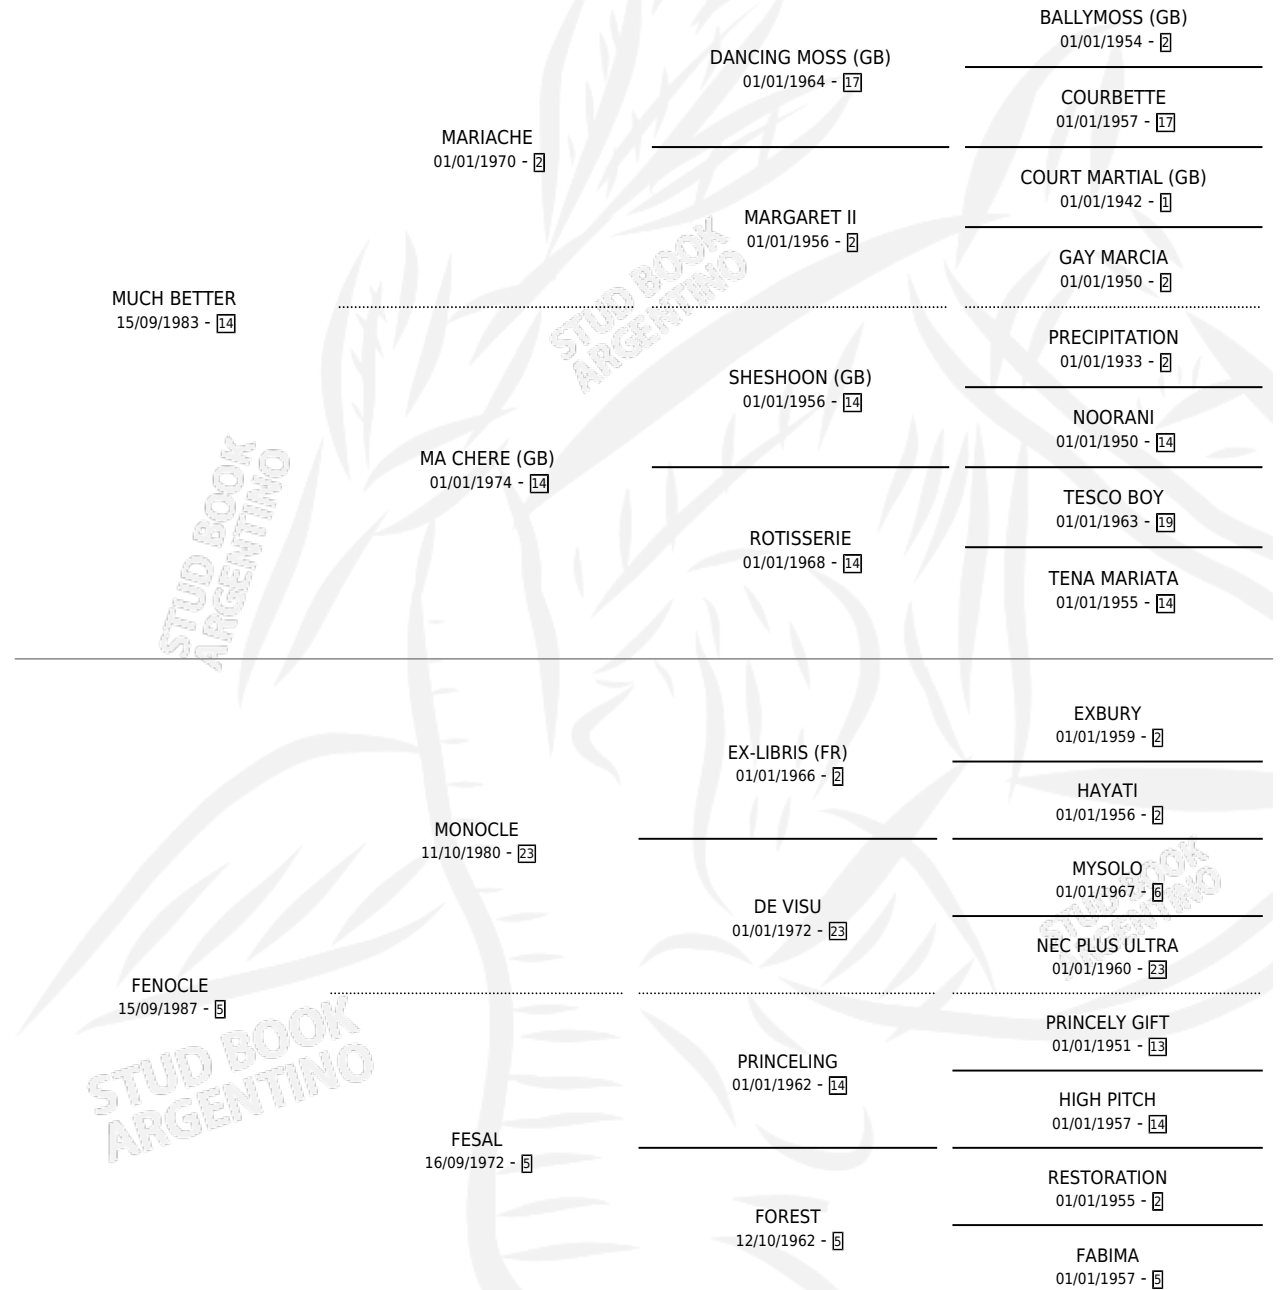 BALLYMOSS (GB)
01/01/1954 - 2
DANCING MOSS (GB)
01/01/1964 - 17
COURBETTE
01/01/1957 - 17
MARIACHE
01/01/1970 - 2
COURT MARTIAL (GB)
01/01/1942 - 1
MARGARET II
01/01/1956 - 2
GAY MARCIA
01/01/1950 - 2
MUCH BETTER
15/09/1983 - 14
STUD BOOK
ARGENTINO
PRECIPITATION
01/01/1933 - 2
SHESHOON (GB)
01/01/1956 - 14
NOORANI
01/01/1950 - 14
MA CHERE (GB)
01/01/1974 - 14
TESCO BOY
01/01/1963 - 19
ROTISSERIE
01/01/1968 - 14
TENA MARIATA
01/01/1955 - 14
STUD BOOK
ARGENTINO
EXBURY
01/01/1959 - 2
EX-LIBRIS (FR)
01/01/1966 - 2
HAYATI
01/01/1956 - 2
MONOCLE
11/10/1980 - 23
MYSOLO
01/01/1967 - 6
DE VISU
01/01/1972 - 23
NEC PLUS ULTRA
01/01/1960 - 23
STUD BOOK
ARGENTINO
FENOCLE
15/09/1987 - 5
PRINCELY GIFT
01/01/1951 - 13
PRINCELING
01/01/1962 - 14
HIGH PITCH
01/01/1957 - 14
STUD BOOK
ARGENTINO
FESAL
16/09/1972 - 5
RESTORATION
01/01/1955 - 2
FOREST
12/10/1962 - 5
FABIMA
01/01/1957 - 5